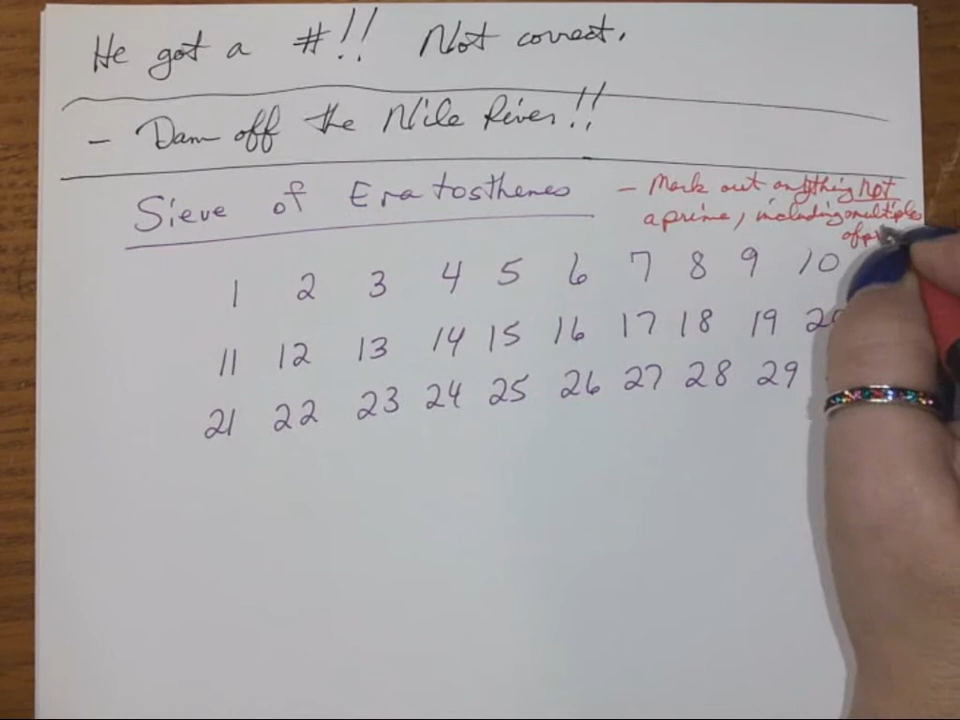 He got a #!! Not correct.
- Dam off the Nile River!!
Sieve of Eratosthenes
- Mark out anything not
a prime, including multiples
of
1 2 3 4 5 6 7 8 9 10
11 12 13 14 15 16 17 18 19
21 22 23 24 25 26 27 28 29